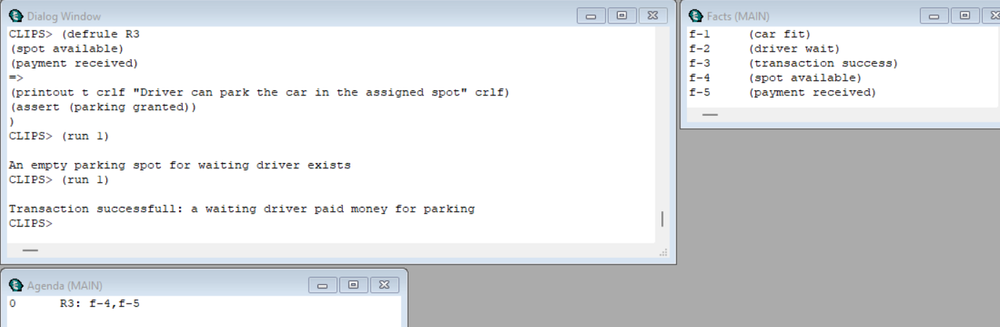 Dialog Window
CLIPS> (defrule R3
(spot available)
(payment received)
=>
(printout t crlf "Driver can park the car in the assigned spot" crlf)
(assert (parking granted))
)
CLIPS> (run 1)
An empty parking spot for waiting driver exists
CLIPS> (run 1)
Transaction successfull: a waiting driver paid money for parking
CLIPS>
Facts (MAIN)
f-1 (car fit)
f-2 (driver wait)
f-3 (transaction success)
f-4 (spot available)
f-5 (payment received)
Agenda (MAIN)
0 R3: f-4,f-5